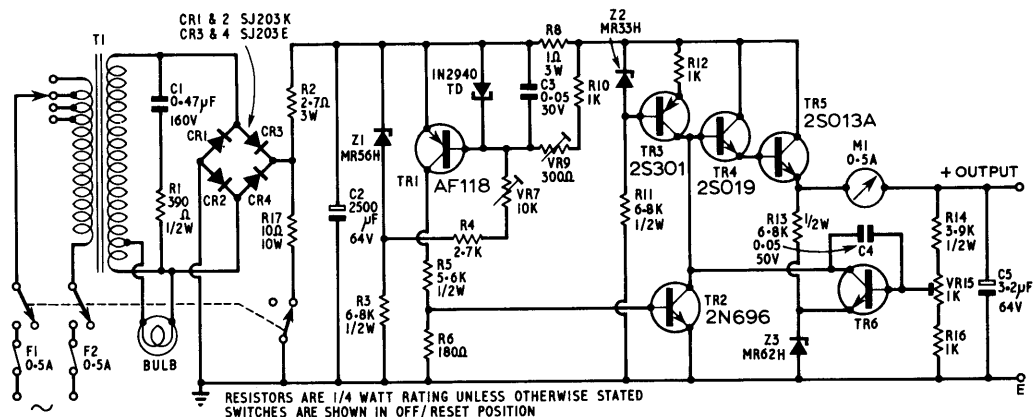 CR1 & 2 SJ203K
CR3 & 4 SJ203E
T1
C1
0·47µF
160V
R1
390
Ω
1/2W
CR1
CR3
CR2
CR4
R2
2·7Ω
3W
R17
10Ω
10W
C2
2500
µF
64V
Z1
MR56H
R3
6·8K
1/2W
TR1
AF118
1N2940
TD
C3
0·05
30V
R8
1Ω
3W
R10
1K
VR9
300Ω
VR7
10K
R4
2·7K
R5
5·6K
1/2W
R6
180Ω
Z2
MR33H
R11
6·8K
1/2W
R12
1K
TR3
2S301
TR4
2S019
TR5
2S013A
TR2
2N696
M1
0·5A
+ OUTPUT
R13
6·8K
1/2W
0·05
50V
C4
TR6
Z3
MR62H
R14
3·9K
1/2W
VR15
1K
R16
1K
C5
3·2µF
64V
E
F1
0·5A
F2
0·5A
BULB
RESISTORS ARE 1/4 WATT RATING UNLESS OTHERWISE STATED
SWITCHES ARE SHOWN IN OFF/RESET POSITION